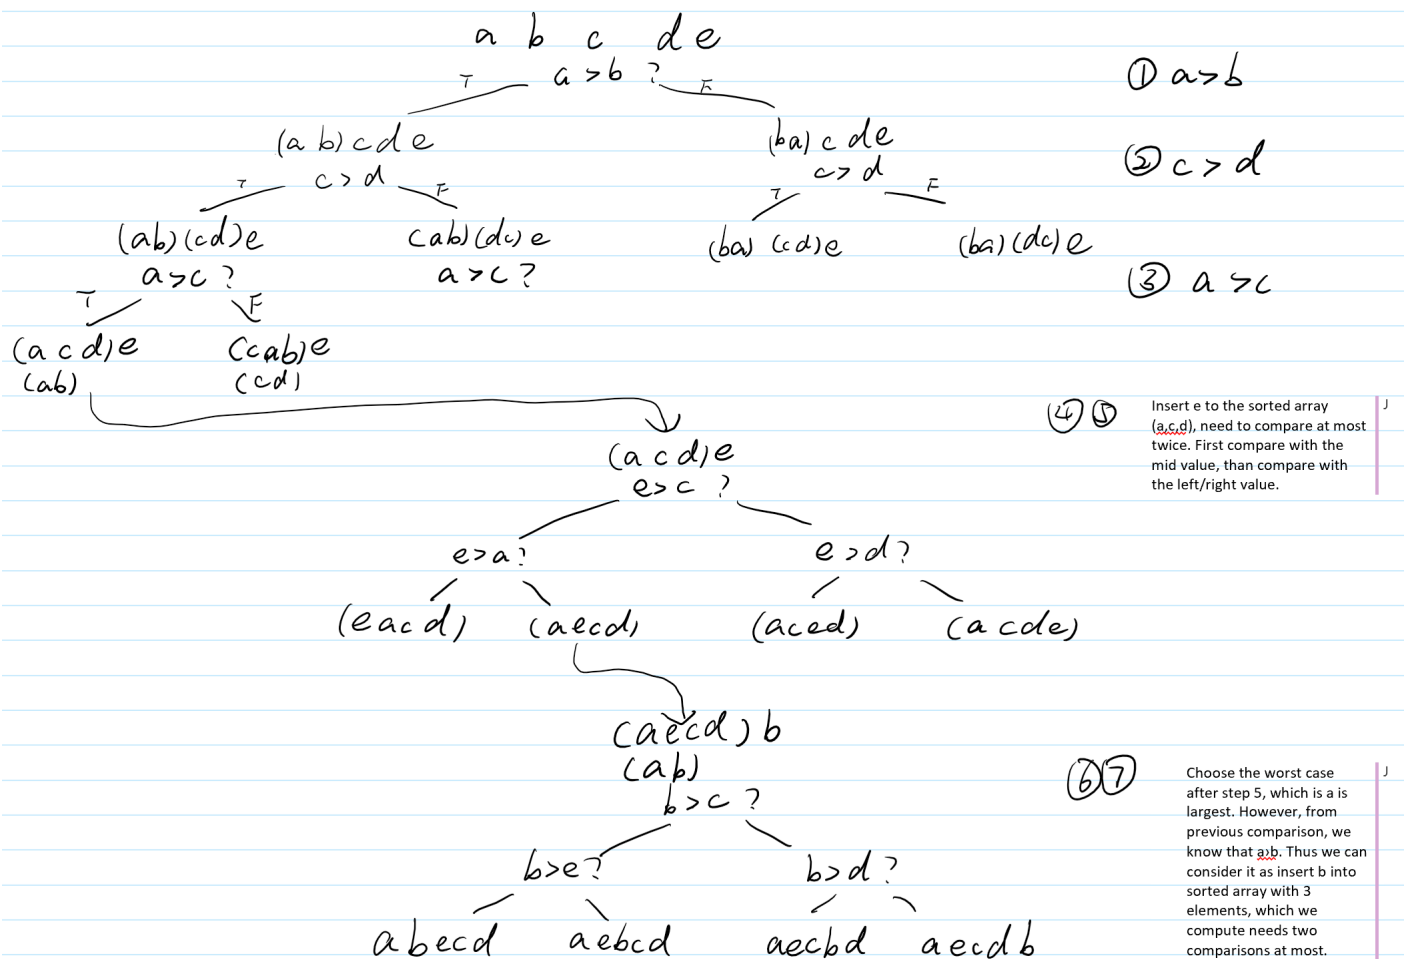 a b c d e
a > b ?
T F
① a>b
(a b) c d e
(ba) c de
c > d
c> d
② c > d
T F
T F
(ab) (cd) e
(ab) (dc) e
(ba) (cd) e
(ba) (dc) e
a > c ?
a > c ?
③ a > c
T F
(a c d) e
(cab) e
(ab)
(cd)
④ ⑤
Insert e to the sorted array
(a,c,d), need to compare at most
twice. First compare with the
mid value, than compare with
the left/right value.
J
(a c d) e
e> c ?
e > a ?
e > d ?
(e a c d)
(a e c d)
(a c e d)
(a c d e)
(a e c d) b
(ab)
b > c ?
⑥ ⑦
Choose the worst case
after step 5, which is a is
largest. However, from
previous comparison, we
know that a>b. Thus we can
consider it as insert b into
sorted array with 3
elements, which we
compute needs two
comparisons at most.
J
b>e ?
b > d ?
a b e c d
a e b c d
a e c b d
a e c d b